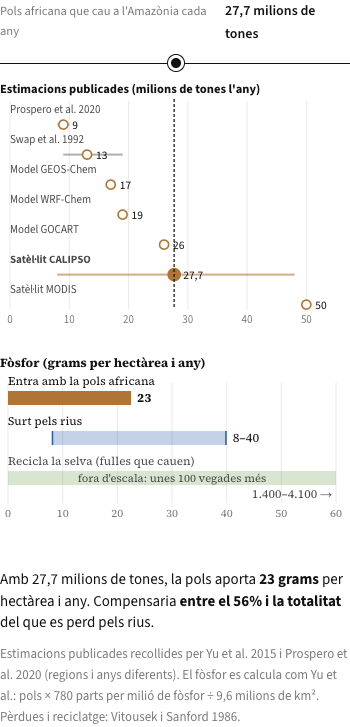 Pols africana que cau a l'Amazònia cada any
27,7 milions de tones
Estimacions publicades (milions de tones l'any)
Prospero et al. 2020
9
Swap et al. 1992
13
Model GEOS-Chem
17
Model WRF-Chem
19
Model GOCART
26
Satèl·lit CALIPSO
27,7
Satèl·lit MODIS
50
0 10 20 30 40 50
Fòsfor (grams per hectàrea i any)
Entra amb la pols africana
23
Surt pels rius
8–40
Recicla la selva (fulles que cauen)
fora d'escala: unes 100 vegades més
1.400–4.100 →
0 10 20 30 40 50 60
Amb 27,7 milions de tones, la pols aporta 23 grams per
hectàrea i any. Compensaria entre el 56% i la totalitat
del que es perd pels rius.
Estimacions publicades recollides per Yu et al. 2015 i Prospero et
al. 2020 (regions i anys diferents). El fòsfor es calcula com Yu et
al.: pols × 780 parts per milió de fòsfor ÷ 9,6 milions de km².
Pèrdues i reciclatge: Vitousek i Sanford 1986.